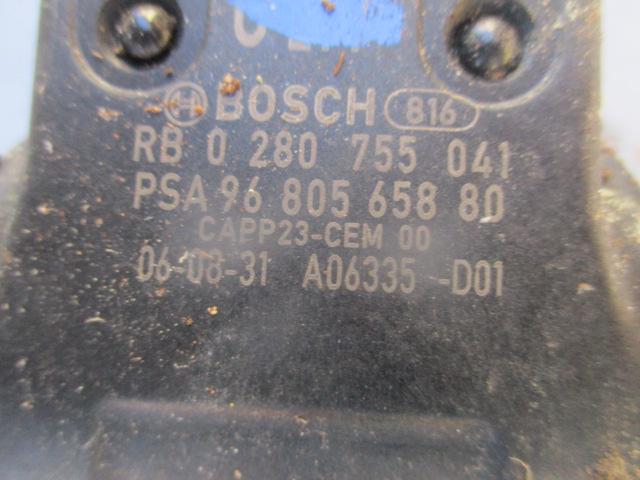 BOSCH 816
RB 0 280 755 041
PSA 96 805 658 80
CAPP23-CEM 00
06-08-31 A06335 -D01